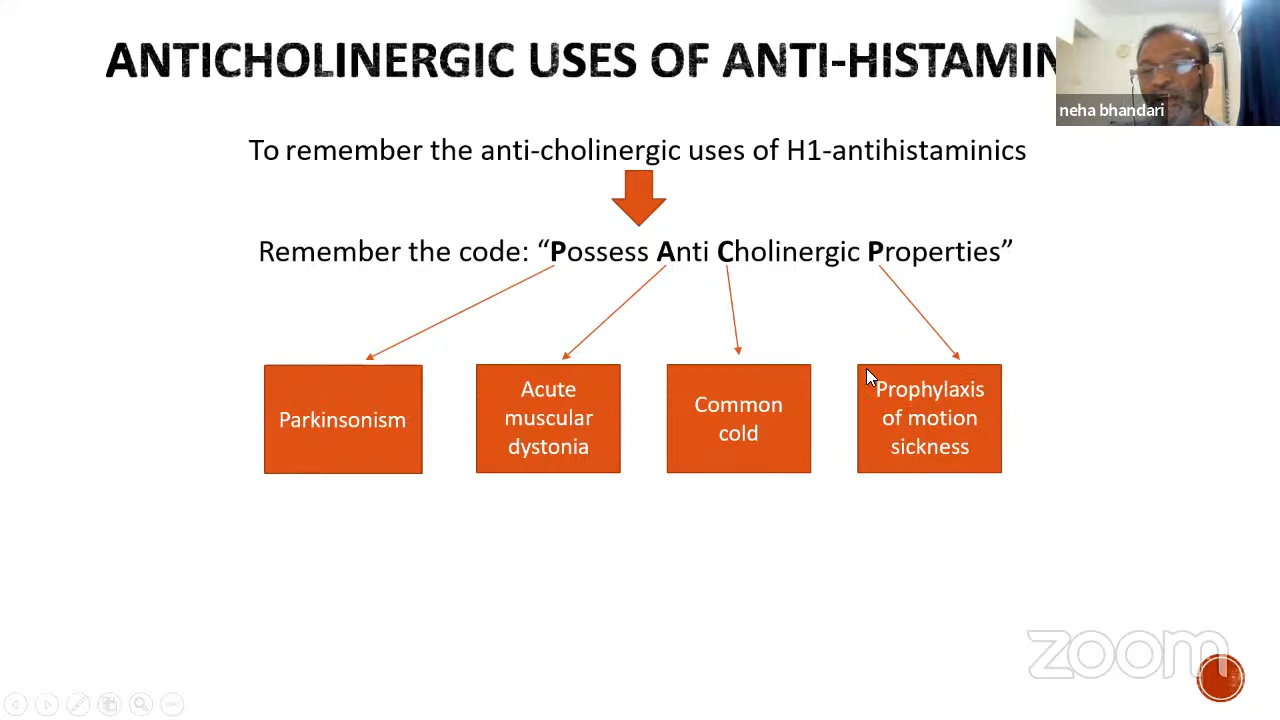 ANTICHOLINERGIC USES OF ANTI-HISTAMIN
neha bhandari
To remember the anti-cholinergic uses of H1-antihistaminics
Remember the code: “Possess Anti Cholinergic Properties”
Parkinsonism
Acute
muscular
dystonia
Common
cold
Prophylaxis
of motion
sickness
zoom